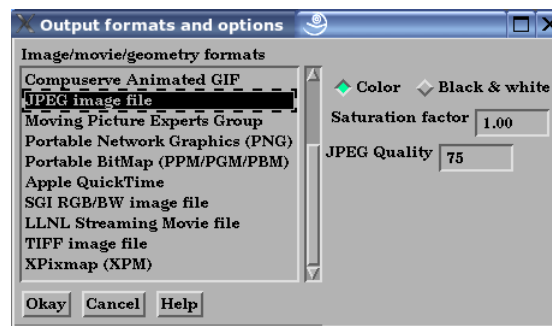 Output formats and options
Image/movie/geometry formats
Compuserve Animated GIF
JPEG image file
Moving Picture Experts Group
Portable Network Graphics (PNG)
Portable BitMap (PPM/PGM/PBM)
Apple QuickTime
SGI RGB/BW image file
LLNL Streaming Movie file
TIFF image file
XPixmap (XPM)
Color Black & white
Saturation factor 1.00
JPEG Quality 75
Okay Cancel Help